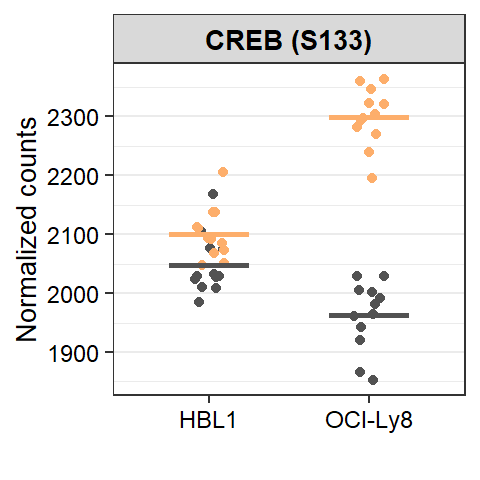 CREB (S133)
Normalized counts
2300
2200
2100
2000
1900
HBL1
OCI-Ly8